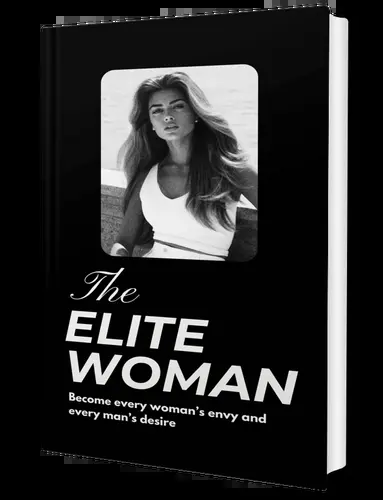 The
ELITE
WOMAN
Become every woman's envy and
every man's desire